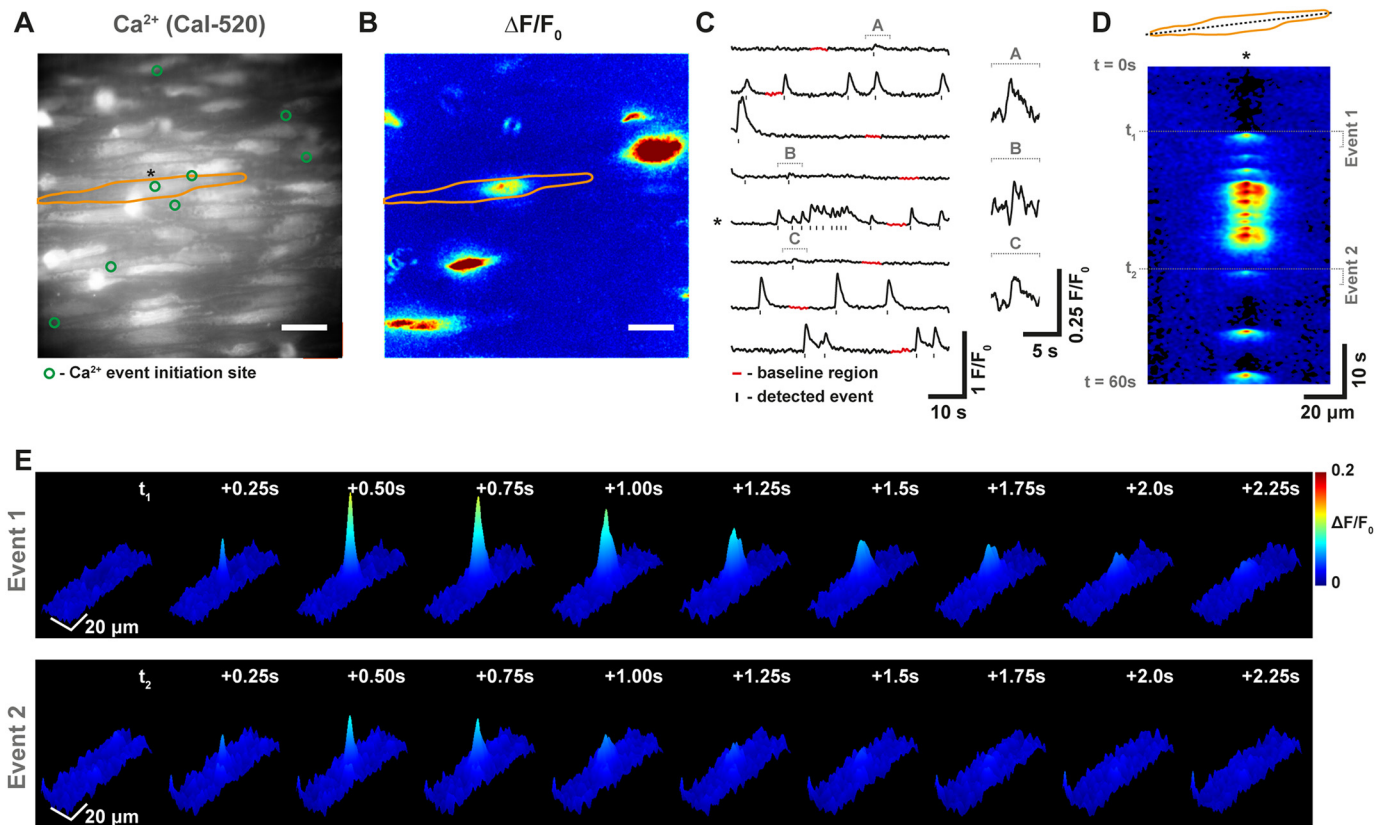 A
Ca²⁺ (Cal-520)
*
- Ca²⁺ event initiation site
B
ΔF/F₀
C
A
B
*
C
- baseline region
- detected event
1 F/F₀
10 s
A
B
C
0.25 F/F₀
5 s
D
*
t = 0s
t₁
t₂
t = 60s
Event 1
Event 2
10 s
20 µm
E
Event 1
t₁ +0.25s +0.50s +0.75s +1.00s +1.25s +1.5s +1.75s +2.0s +2.25s
20 µm
0.2
ΔF/F₀
0
Event 2
t₂ +0.25s +0.50s +0.75s +1.00s +1.25s +1.5s +1.75s +2.0s +2.25s
20 µm